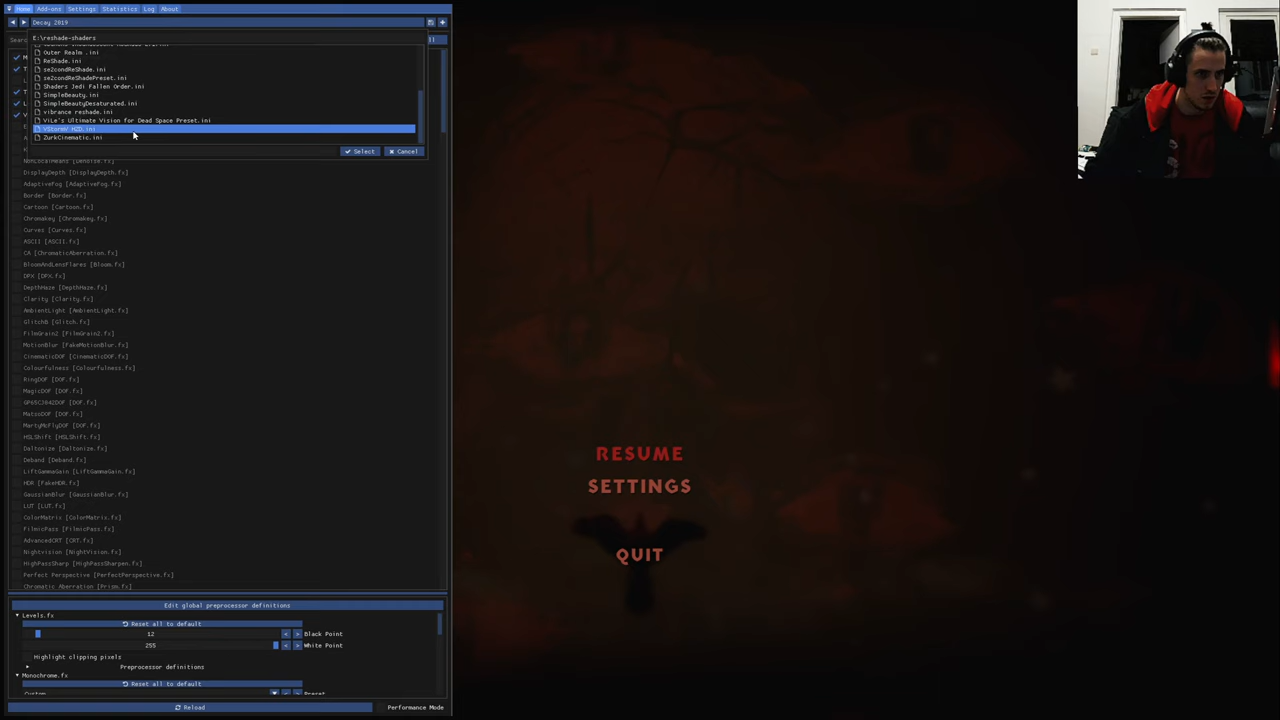 Home Add-ons Settings Statistics Log About
Decay 2019
E:\reshade-shaders
Outer Realm .ini
ReShade.ini
se2condReShade.ini
se2condReShadePreset.ini
Shaders Jedi Fallen Order.ini
SimpleBeauty.ini
SimpleBeautyDesaturated.ini
vibrance reshade.ini
ViLe's Ultimate Vision for Dead Space Preset.ini
VStormY HZD.ini
ZurkCinematic.ini
Select Cancel
NonLocalMeans [Denoise.fx]
DisplayDepth [DisplayDepth.fx]
AdaptiveFog [AdaptiveFog.fx]
Border [Border.fx]
Cartoon [Cartoon.fx]
Chromakey [Chromakey.fx]
Curves [Curves.fx]
ASCII [ASCII.fx]
CA [ChromaticAberration.fx]
BloomAndLensFlares [Bloom.fx]
DPX [DPX.fx]
DepthHaze [DepthHaze.fx]
Clarity [Clarity.fx]
AmbientLight [AmbientLight.fx]
GlitchB [Glitch.fx]
FilmGrain2 [FilmGrain2.fx]
MotionBlur [FakeMotionBlur.fx]
CinematicDOF [CinematicDOF.fx]
Colourfulness [Colourfulness.fx]
RingDOF [DOF.fx]
MagicDOF [DOF.fx]
GP65CJ042DOF [DOF.fx]
MatsoDOF [DOF.fx]
MartyMcFlyDOF [DOF.fx]
HSLShift [HSLShift.fx]
Daltonize [Daltonize.fx]
Deband [Deband.fx]
LiftGammaGain [LiftGammaGain.fx]
HDR [FakeHDR.fx]
GaussianBlur [GaussianBlur.fx]
LUT [LUT.fx]
ColorMatrix [ColorMatrix.fx]
FilmicPass [FilmicPass.fx]
AdvancedCRT [CRT.fx]
Nightvision [NightVision.fx]
HighPassSharp [HighPassSharpen.fx]
Perfect Perspective [PerfectPerspective.fx]
Chromatic Aberration [Prism.fx]
Edit global preprocessor definitions
Levels.fx
Reset all to default
12 < > Black Point
255 < > White Point
Highlight clipping pixels
Preprocessor definitions
Monochrome.fx
Reset all to default
Custom < > Preset
Reload Performance Mode
RESUME
SETTINGS
QUIT